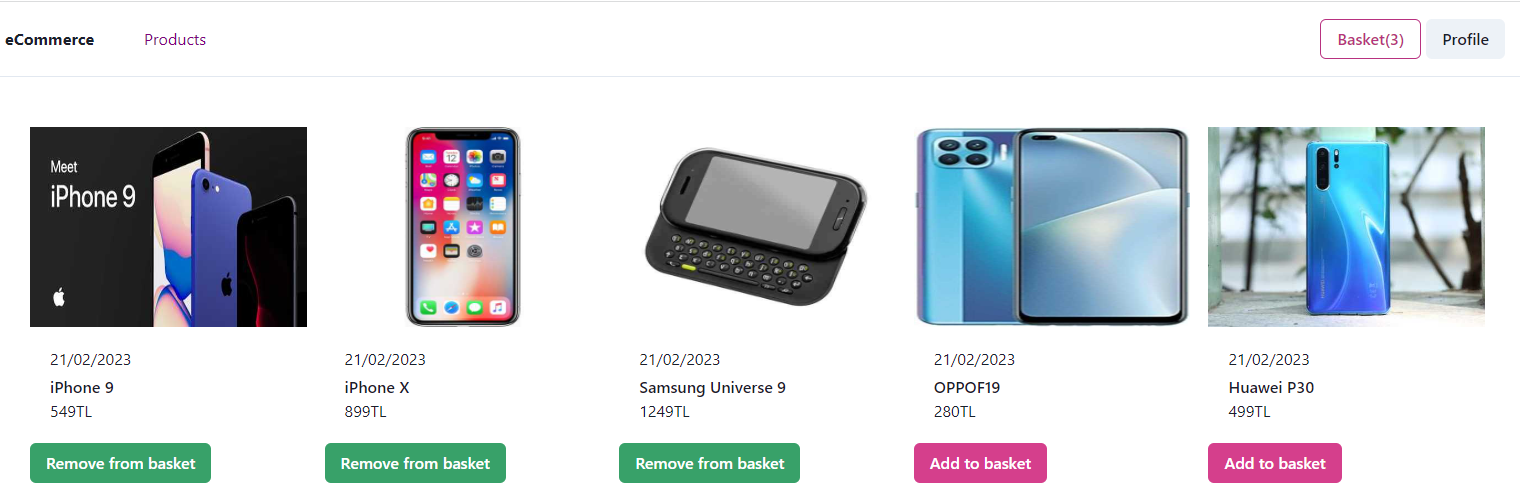 eCommerce
Products
Basket(3)
Profile
Meet
iPhone 9
21/02/2023
iPhone 9
549TL
Remove from basket
21/02/2023
iPhone X
899TL
Remove from basket
21/02/2023
Samsung Universe 9
1249TL
Remove from basket
21/02/2023
OPPOF19
280TL
Add to basket
21/02/2023
Huawei P30
499TL
Add to basket